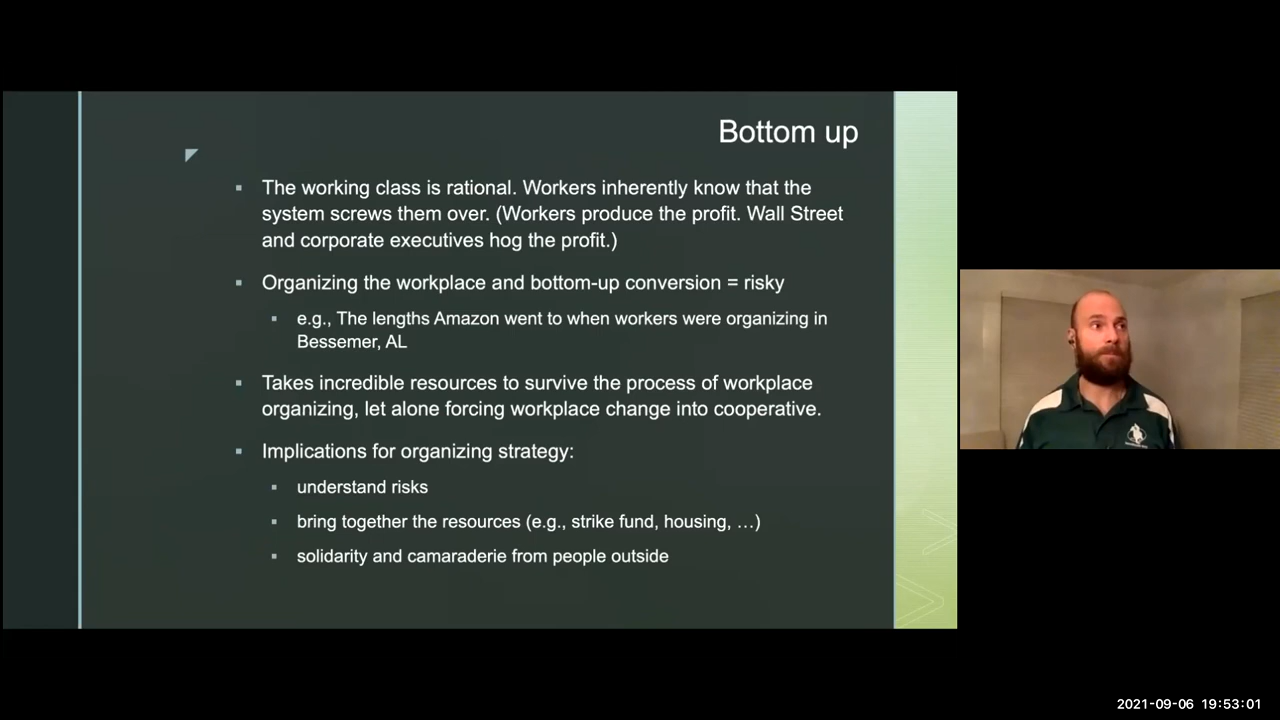 Bottom up
▪ The working class is rational. Workers inherently know that the
system screws them over. (Workers produce the profit. Wall Street
and corporate executives hog the profit.)
▪ Organizing the workplace and bottom-up conversion = risky
▪ e.g., The lengths Amazon went to when workers were organizing in
Bessemer, AL
▪ Takes incredible resources to survive the process of workplace
organizing, let alone forcing workplace change into cooperative.
▪ Implications for organizing strategy:
▪ understand risks
▪ bring together the resources (e.g., strike fund, housing, …)
▪ solidarity and camaraderie from people outside
2021-09-06 19:53:01